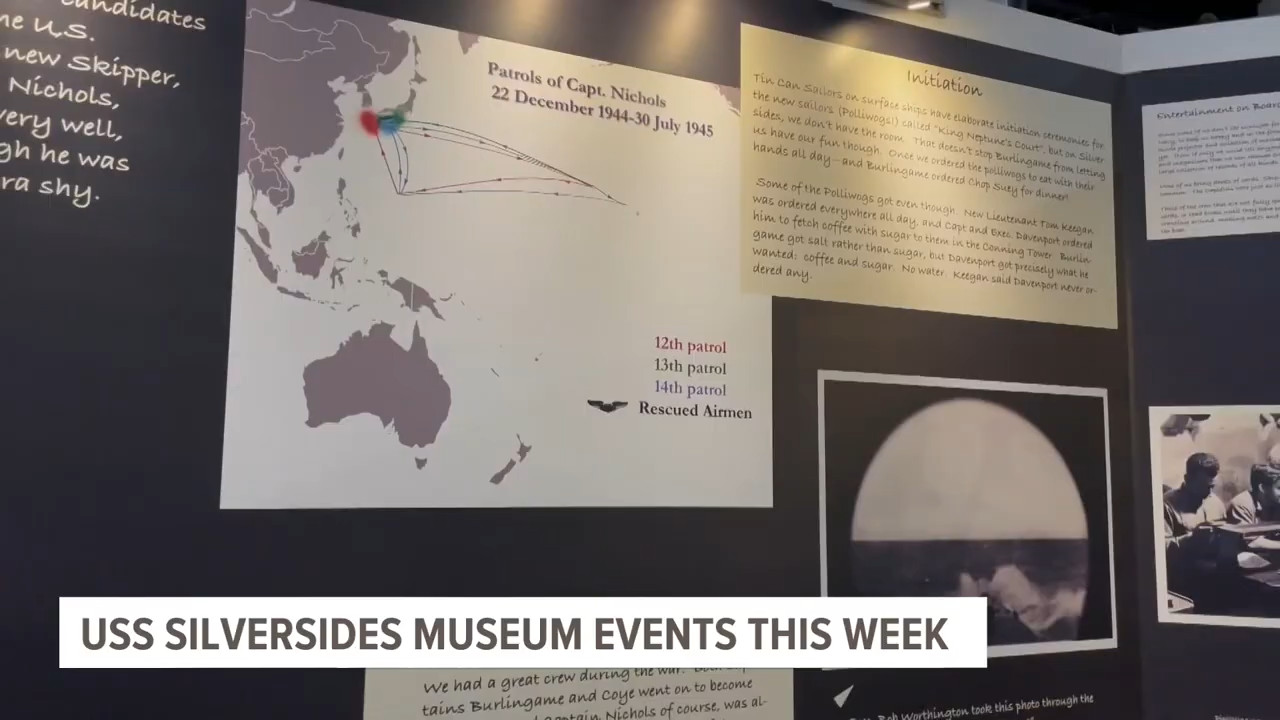 candidates
he U.S.
new Skipper,
Nichols,
very well,
gh he was
ra shy.
Patrols of Capt. Nichols
22 December 1944-30 July 1945
12th patrol
13th patrol
14th patrol
Rescued Airmen
Initiation
Tin Can Sailors on surface ships have elaborate initiation ceremonies for
the new sailors (Polliwogs!) called "King Neptune's Court", but on Silver
sides, we don't have the room. That doesn't stop Burlingame from letting
us have our fun though. Once we ordered the polliwogs to eat with their
hands all day—and Burlingame ordered Chop Suey for dinner!
Some of the Polliwogs got even though. New Lieutenant Tom Keegan
was ordered everywhere all day, and Capt and Exec. Davenport ordered
him to fetch coffee with sugar to them in the Conning Tower. Burlin-
game got salt rather than sugar, but Davenport got precisely what he
wanted: coffee and sugar. No water. Keegan said Davenport never or-
dered any.
Entertainment on Boar
USS SILVERSIDES MUSEUM EVENTS THIS WEEK
We had a great crew during the war.
tains Burlingame and Coye went on to become
Nichols of course, was al-
Bob Worthington took this photo through the